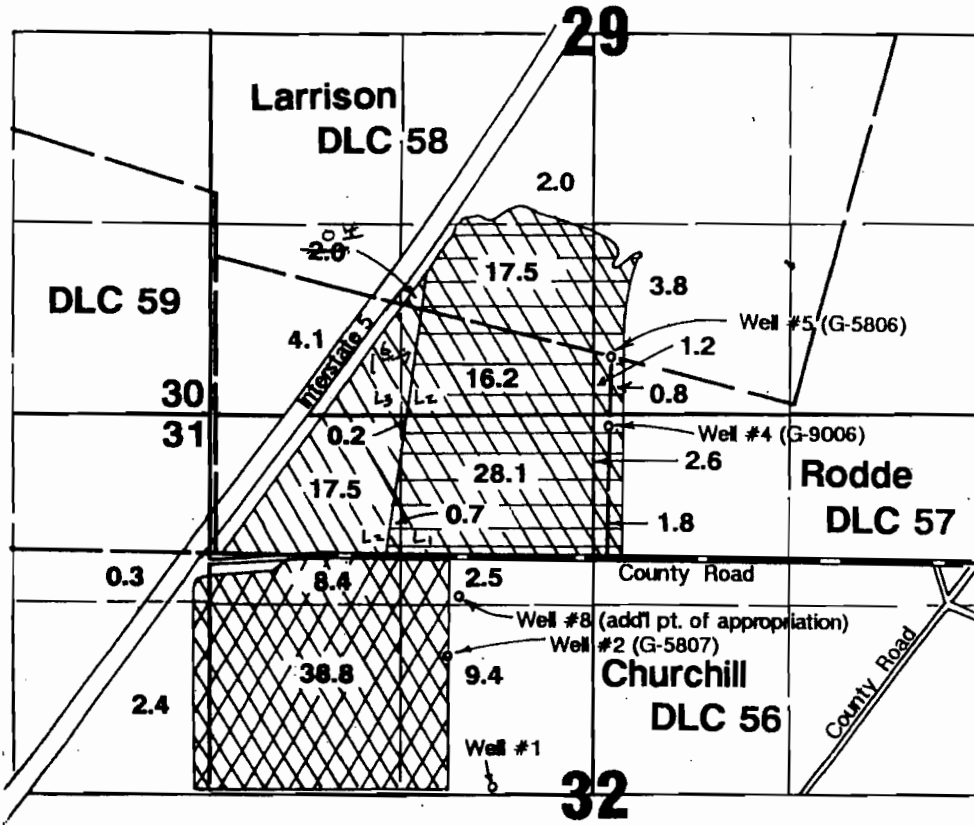 29
Larrison
DLC 58
2.0
2.0
17.5
DLC 59
3.8
Well #5 (G-5806)
4.1
Interstate 5
1.2
16.2
0.8
30
L3
L2
31
0.2
Well #4 (G-9006)
28.1
2.6
Rodde
17.5
DLC 57
0.7
1.8
L2
L1
County Road
0.3
8.4
2.5
Well #8 (add'l pt. of appropriation)
Well #2 (G-5807)
38.8
9.4
Churchill
2.4
DLC 56
County Road
Well #1
32